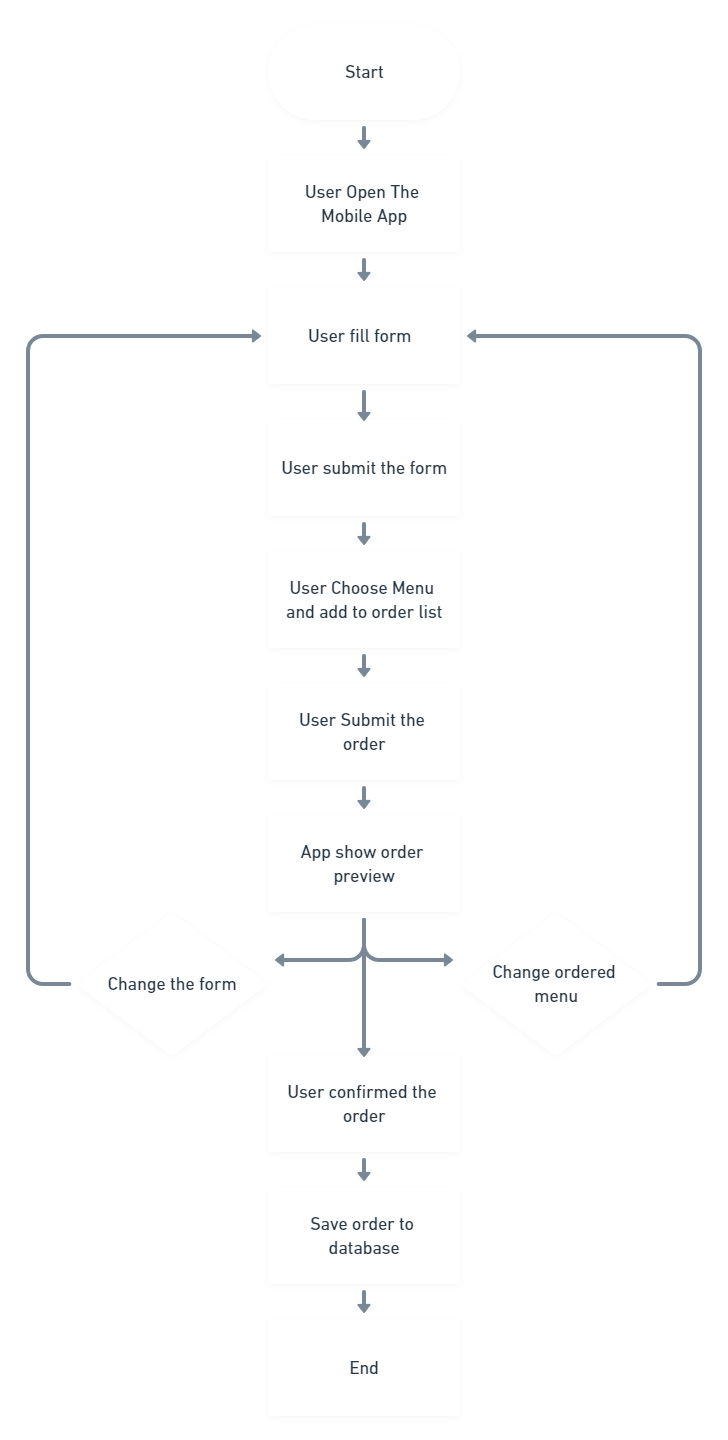 Start
User Open The
Mobile App
User fill form
User submit the form
User Choose Menu
and add to order list
User Submit the
order
App show order
preview
Change the form
Change ordered
menu
User confirmed the
order
Save order to
database
End